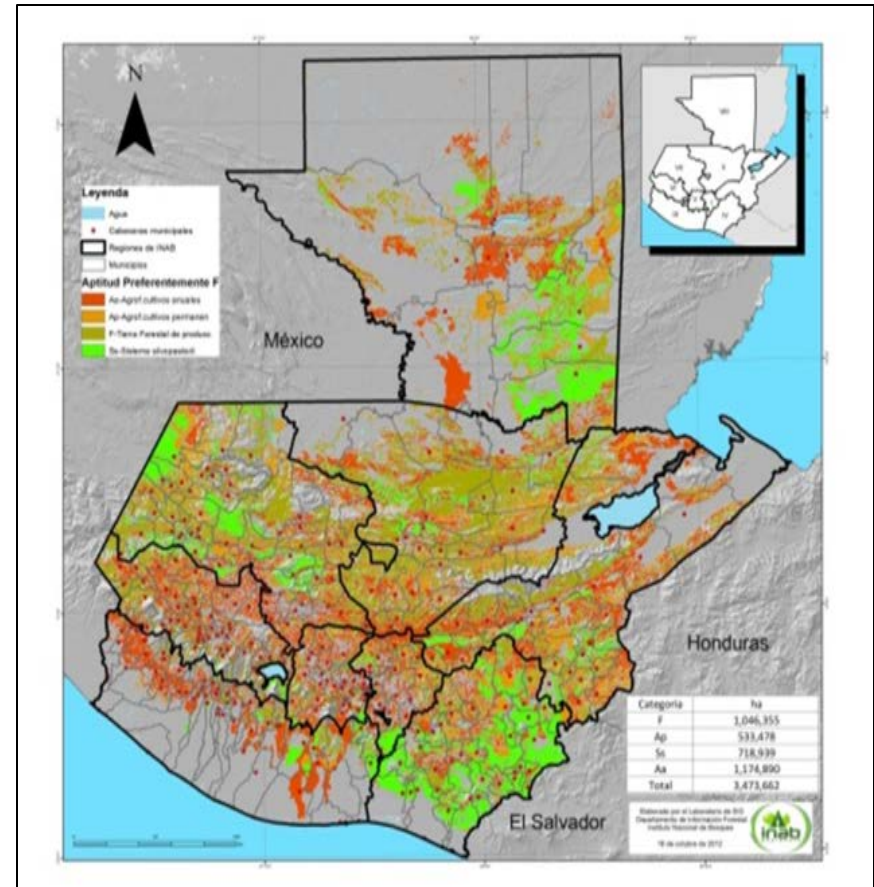 N
Leyenda
Agua
Cabeceras municipales
Regiones de INAB
Municipios
Aptitud Preferentemente F
Aa-Agrof.cultivos anuales
Ap-Agrof.cultivos permanen
F-Tierra Forestal de produce
Ss-Sistema silvopastoril
México
Honduras
El Salvador
Categoria ha
F 1,046,355
Ap 533,478
Ss 718,939
Aa 1,174,890
Total 3,473,662
Elaborado por el Laboratorio de SIG
Departamento de Información Forestal
Instituto Nacional de Bosques
16 de octubre de 2012
inab